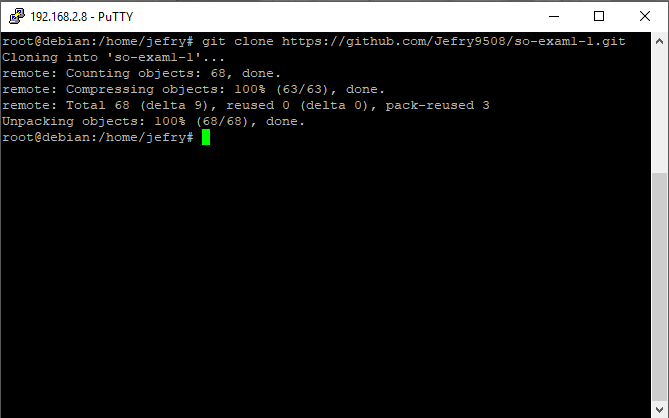 192.168.2.8 - PuTTY
root@debian:/home/jefry# git clone https://github.com/Jefry9508/so-exam1-1.git
Cloning into 'so-exam1-1'...
remote: Counting objects: 68, done.
remote: Compressing objects: 100% (63/63), done.
remote: Total 68 (delta 9), reused 0 (delta 0), pack-reused 3
Unpacking objects: 100% (68/68), done.
root@debian:/home/jefry#